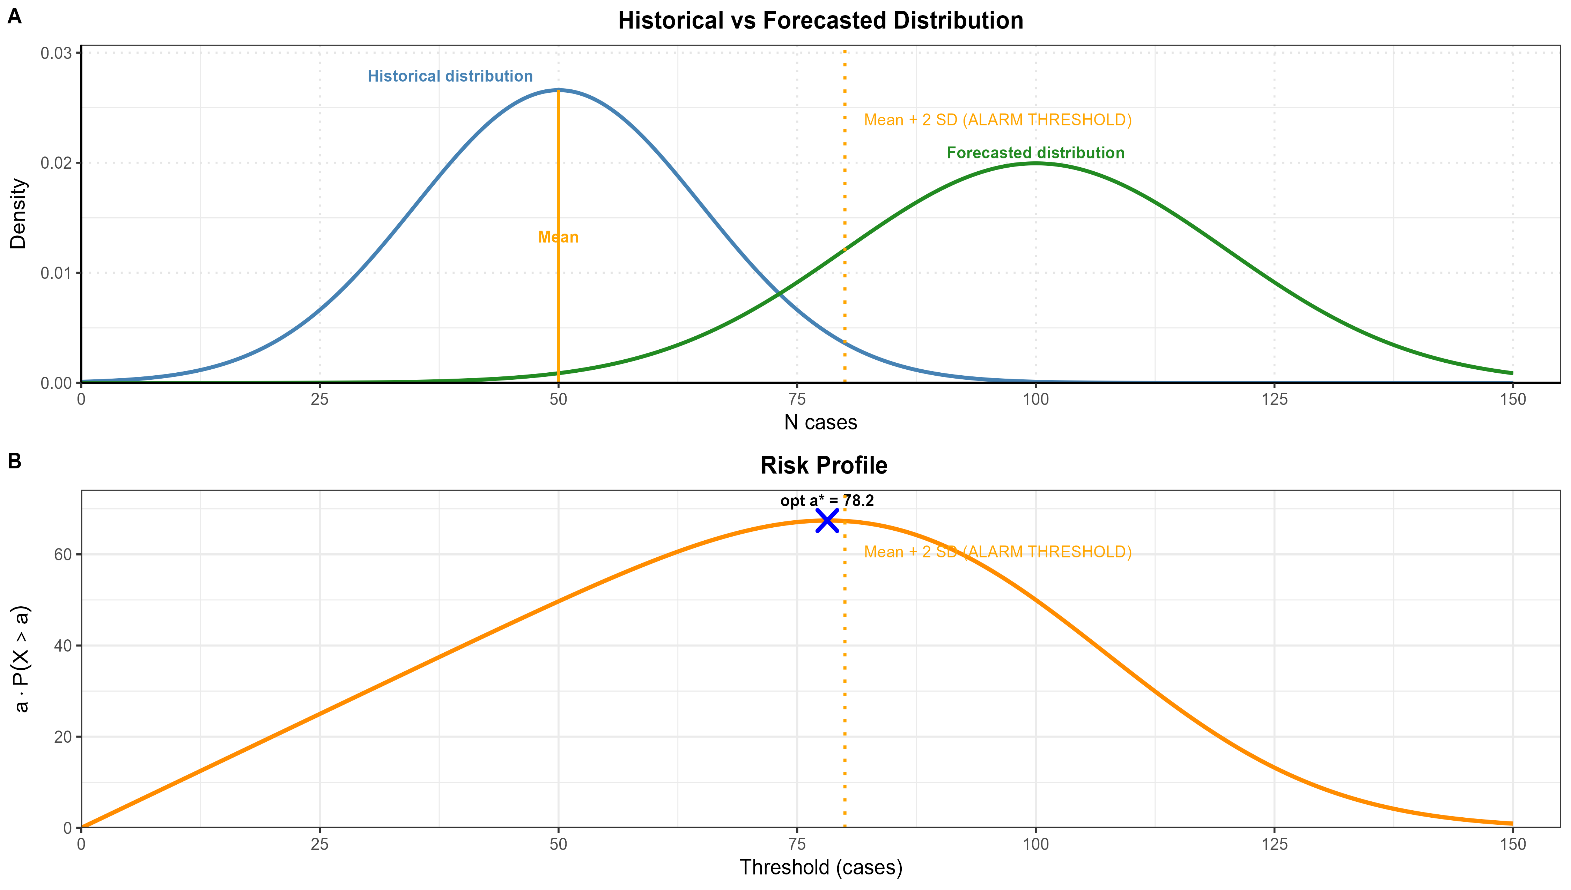 A
Historical vs Forecasted Distribution
0.03
0.02
0.01
0.00
Density
Historical distribution
Mean + 2 SD (ALARM THRESHOLD)
Forecasted distribution
Mean
0 25 50 75 100 125 150
N cases
B
Risk Profile
opt a* = 78.2
Mean + 2 SD (ALARM THRESHOLD)
60
40
20
0
a · P(X > a)
0 25 50 75 100 125 150
Threshold (cases)